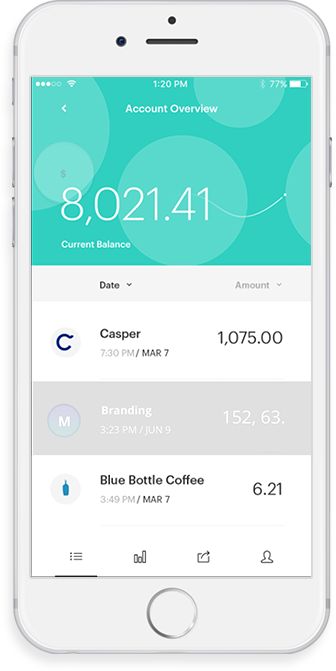 1:20 PM
77%
Account Overview
$
8,021.41
Current Balance
Date
Amount
Casper
1,075.00
7:30 PM / MAR 7
M
Branding
152, 63.
3:23 PM / JUN 9
Blue Bottle Coffee
6.21
3:49 PM / MAR 7